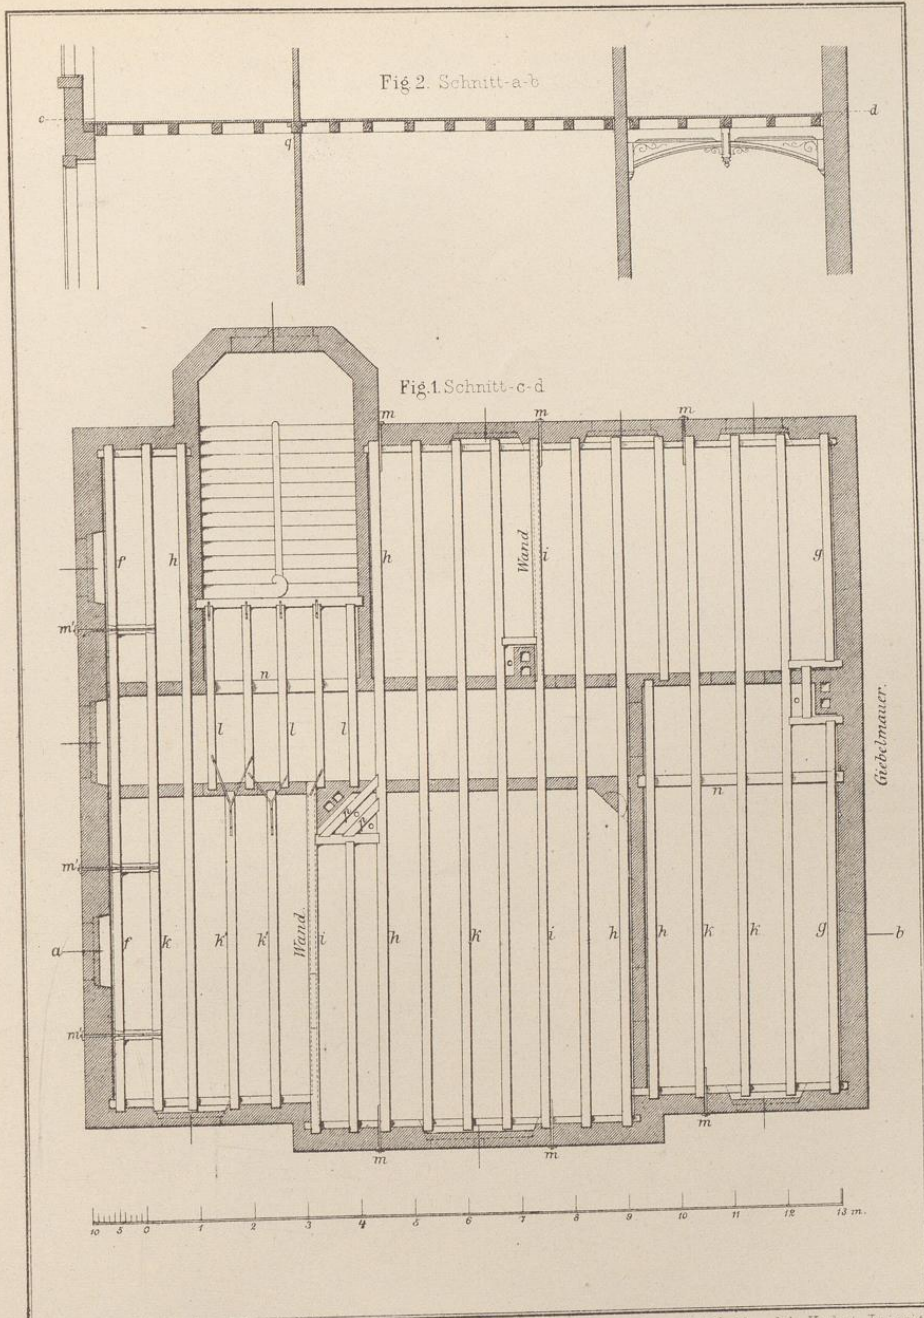 Fig. 2. Schnitt-a-b
c
d
q
Fig. 1. Schnitt-c-d
m
m
m
f
h
h
Wand
i
g
m'
n
l
l
l
Giebelmauer.
n
m'
Wand
a
f
k
k'
k'
i
h
k
i
h
h
k
k
g
b
m'
m
m
m
10 5 0 1 2 3 4 5 6 7 8 9 10 11 12 13 m.